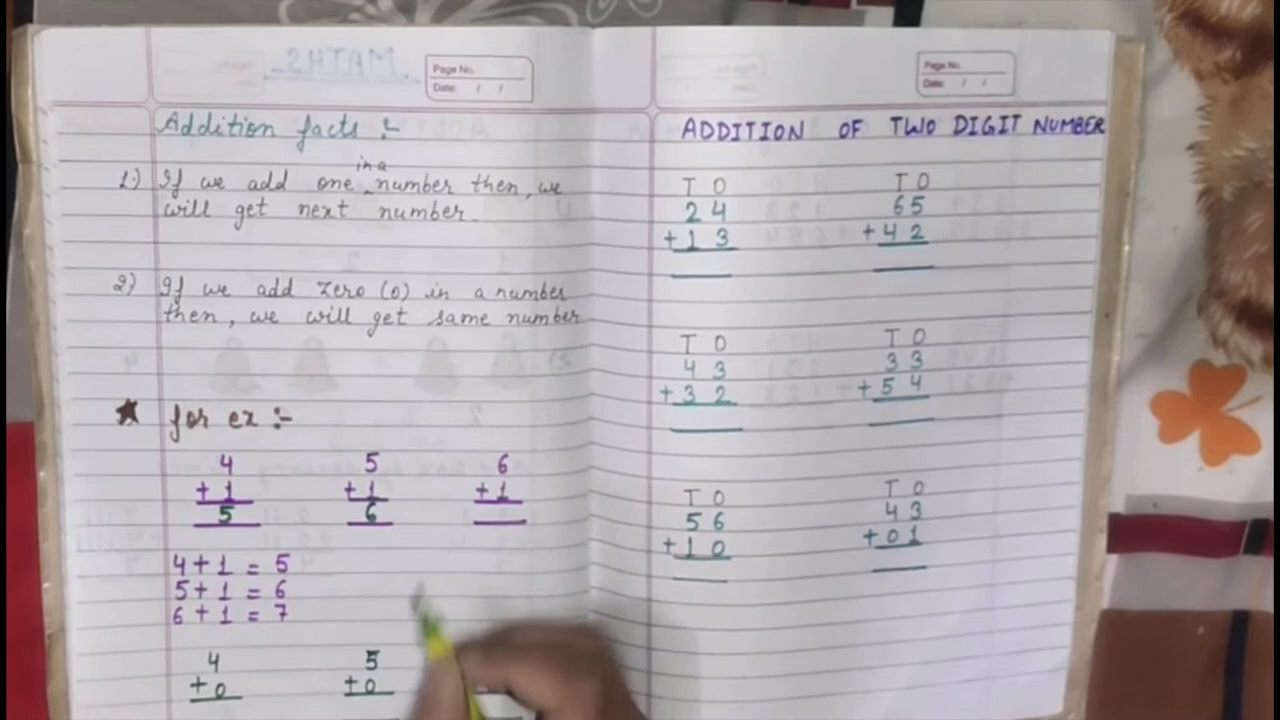 MATHS
Page No.
Date: / /
Addition facts :-
1.) If we add one in a number then, we
will get next number.
2) If we add zero (0) in a number
then, we will get same number
★ for ex :-
4 5 6
+ 1 + 1 + 1
5 6
4 + 1 = 5
5 + 1 = 6
6 + 1 = 7
4 5
+ 0 + 0
Page No.
Date: / /
ADDITION OF TWO DIGIT NUMBER
T O T O
2 4 6 5
+ 1 3 + 4 2
T O T O
4 3 3 3
+ 3 2 + 5 4
T O T O
5 6 4 3
+ 1 0 + 0 1